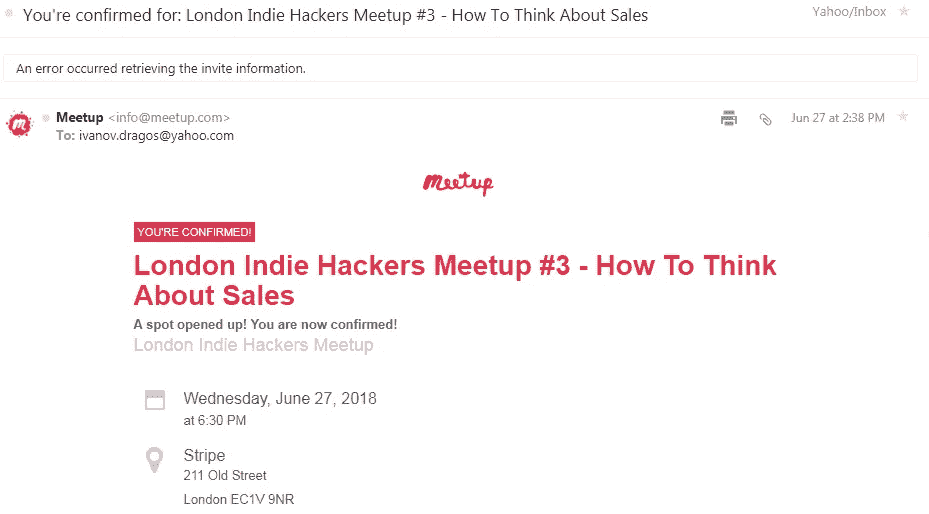 You're confirmed for: London Indie Hackers Meetup #3 - How To Think About Sales
Yahoo/Inbox
An error occurred retrieving the invite information.
Meetup <info@meetup.com>
Jun 27 at 2:38 PM
To: ivanov.dragos@yahoo.com
meetup
YOU'RE CONFIRMED!
London Indie Hackers Meetup #3 - How To Think
About Sales
A spot opened up! You are now confirmed!
London Indie Hackers Meetup
Wednesday, June 27, 2018
at 6:30 PM
Stripe
211 Old Street
London EC1V 9NR